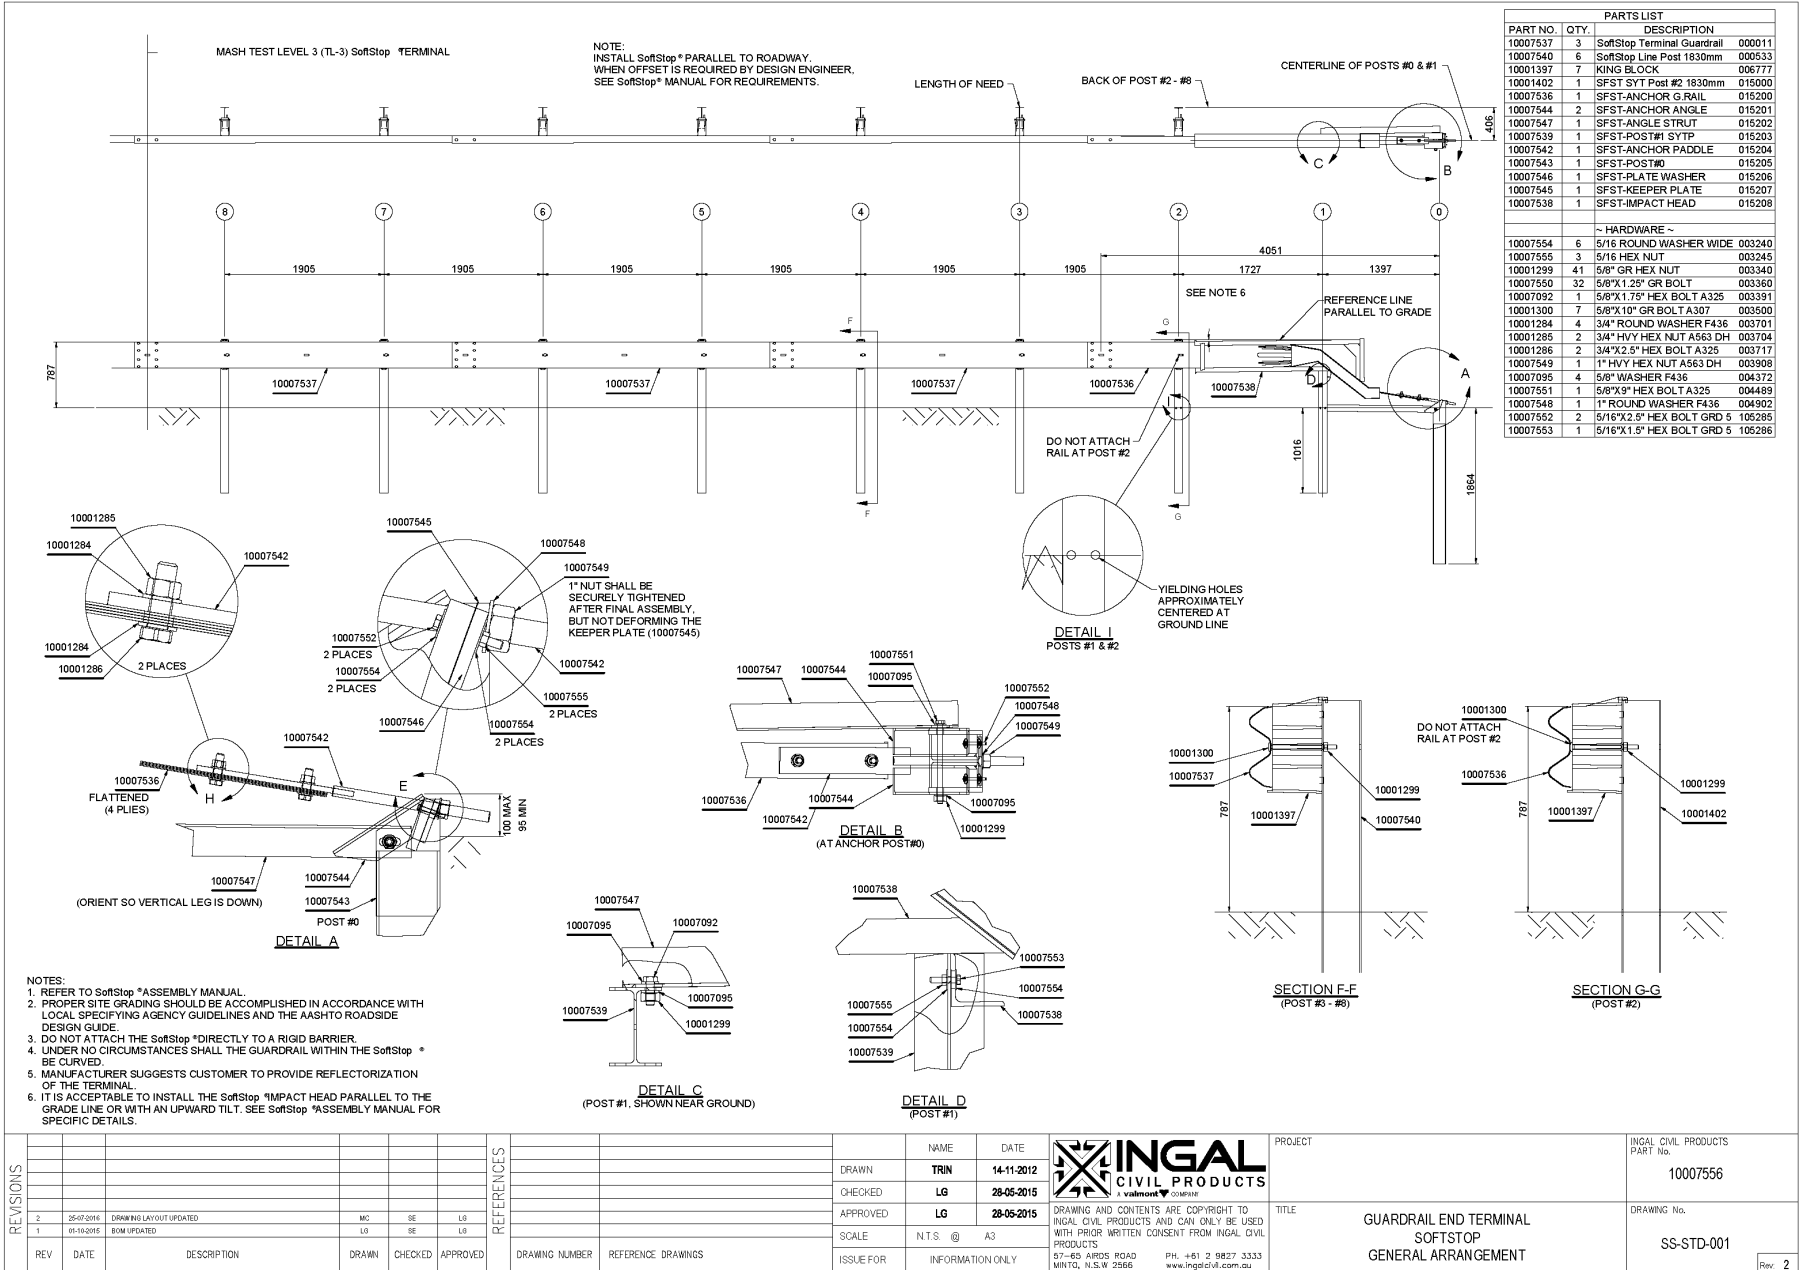 MASH TEST LEVEL 3 (TL-3) SoftStop ® TERMINAL
NOTE:
INSTALL SoftStop® PARALLEL TO ROADWAY.
WHEN OFFSET IS REQUIRED BY DESIGN ENGINEER,
SEE SoftStop® MANUAL FOR REQUIREMENTS.
LENGTH OF NEED
BACK OF POST #2 - #8
CENTERLINE OF POSTS #0 & #1
406
C
B
8 7 6 5 4 3 2 1 0
4051
1905 1905 1905 1905 1905 1905 1727 1397
SEE NOTE 6
REFERENCE LINE
PARALLEL TO GRADE
F
G
787
10007537
10007537
10007537
10007536
10007538
D
A
I
DO NOT ATTACH
RAIL AT POST #2
1016
1864
F
G
PARTS LIST
PART NO. QTY. DESCRIPTION
10007537 3 SoftStop Terminal Guardrail 000011
10007540 6 SoftStop Line Post 1830mm 000533
10001397 7 KING BLOCK 006777
10001402 1 SFST SYT Post #2 1830mm 015000
10007536 1 SFST-ANCHOR G.RAIL 015200
10007544 2 SFST-ANCHOR ANGLE 015201
10007547 1 SFST-ANGLE STRUT 015202
10007539 1 SFST-POST#1 SYTP 015203
10007542 1 SFST-ANCHOR PADDLE 015204
10007543 1 SFST-POST#0 015205
10007546 1 SFST-PLATE WASHER 015206
10007545 1 SFST-KEEPER PLATE 015207
10007538 1 SFST-IMPACT HEAD 015208
~ HARDWARE ~
10007554 6 5/16 ROUND WASHER WIDE 003240
10007555 3 5/16 HEX NUT 003245
10001299 41 5/8" GR HEX NUT 003340
10007550 32 5/8"X1.25" GR BOLT 003360
10007092 1 5/8"X1.75" HEX BOLT A325 003391
10001300 7 5/8"X10" GR BOLT A307 003500
10001284 4 3/4" ROUND WASHER F436 003701
10001285 2 3/4" HVY HEX NUT A563 DH 003704
10001286 2 3/4"X2.5" HEX BOLT A325 003717
10007549 1 1" HVY HEX NUT A563 DH 003908
10007095 4 5/8" WASHER F436 004372
10007551 1 5/8"X9" HEX BOLT A325 004489
10007548 1 1" ROUND WASHER F436 004902
10007552 2 5/16"X2.5" HEX BOLT GRD 5 105285
10007553 1 5/16"X1.5" HEX BOLT GRD 5 105286
10001285
10001284
10007542
10001284
10001286
2 PLACES
10007545
10007548
10007549
1" NUT SHALL BE
SECURELY TIGHTENED
AFTER FINAL ASSEMBLY,
BUT NOT DEFORMING THE
KEEPER PLATE (10007545)
10007552
2 PLACES
10007554
2 PLACES
10007542
10007555
2 PLACES
10007546
10007554
2 PLACES
YIELDING HOLES
APPROXIMATELY
CENTERED AT
GROUND LINE
DETAIL I
POSTS #1 & #2
10007542
10007536
FLATTENED
(4 PLIES)
H
E
100 MAX
95 MIN
10007547
(ORIENT SO VERTICAL LEG IS DOWN)
10007544
10007543
POST #0
DETAIL A
10007547
10007544
10007551
10007095
10007552
10007548
10007549
10007536
10007544
10007542
10007095
10001299
DETAIL B
(AT ANCHOR POST#0)
10007547
10007095
10007092
10007539
10007095
10001299
DETAIL C
(POST #1, SHOWN NEAR GROUND)
10007538
10007553
10007554
10007555
10007554
10007538
10007539
DETAIL D
(POST #1)
10001300
10007537
787
10001397
10001299
10007540
SECTION F-F
(POST #3 - #8)
10001300
DO NOT ATTACH
RAIL AT POST #2
10007536
787
10001397
10001299
10001402
SECTION G-G
(POST #2)
NOTES:
1. REFER TO SoftStop ® ASSEMBLY MANUAL.
2. PROPER SITE GRADING SHOULD BE ACCOMPLISHED IN ACCORDANCE WITH
LOCAL SPECIFYING AGENCY GUIDELINES AND THE AASHTO ROADSIDE
DESIGN GUIDE.
3. DO NOT ATTACH THE SoftStop ® DIRECTLY TO A RIGID BARRIER.
4. UNDER NO CIRCUMSTANCES SHALL THE GUARDRAIL WITHIN THE SoftStop ®
BE CURVED.
5. MANUFACTURER SUGGESTS CUSTOMER TO PROVIDE REFLECTORIZATION
OF THE TERMINAL.
6. IT IS ACCEPTABLE TO INSTALL THE SoftStop ® IMPACT HEAD PARALLEL TO THE
GRADE LINE OR WITH AN UPWARD TILT. SEE SoftStop ® ASSEMBLY MANUAL FOR
SPECIFIC DETAILS.
REVISIONS
2 25-07-2016 DRAWING LAYOUT UPDATED MC SE LG
1 01-10-2015 BOM UPDATED LG SE LG
REV DATE DESCRIPTION DRAWN CHECKED APPROVED
REFERENCES
DRAWING NUMBER REFERENCE DRAWINGS
NAME DATE
DRAWN TRIN 14-11-2012
CHECKED LG 28-05-2015
APPROVED LG 28-05-2015
SCALE N.T.S. @ A3
ISSUE FOR INFORMATION ONLY
INGAL
CIVIL PRODUCTS
A valmont COMPANY
DRAWING AND CONTENTS ARE COPYRIGHT TO
INGAL CIVIL PRODUCTS AND CAN ONLY BE USED
WITH PRIOR WRITTEN CONSENT FROM INGAL CIVIL
PRODUCTS
57-65 AIRDS ROAD PH. +61 2 9827 3333
MINTO, N.S.W 2566 www.ingalcivil.com.au
PROJECT
TITLE
GUARDRAIL END TERMINAL
SOFTSTOP
GENERAL ARRANGEMENT
INGAL CIVIL PRODUCTS
PART No.
10007556
DRAWING No.
SS-STD-001
Rev: 2